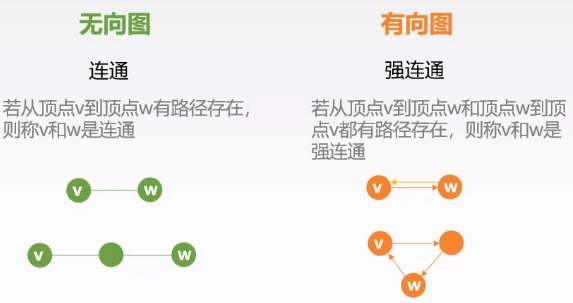 无向图
连通
若从顶点v到顶点w有路径存在，
则称v和w是连通
v w
v w
有向图
强连通
若从顶点v到顶点w和顶点w到顶
点v都有路径存在，则称v和w是
强连通
v w
v
w